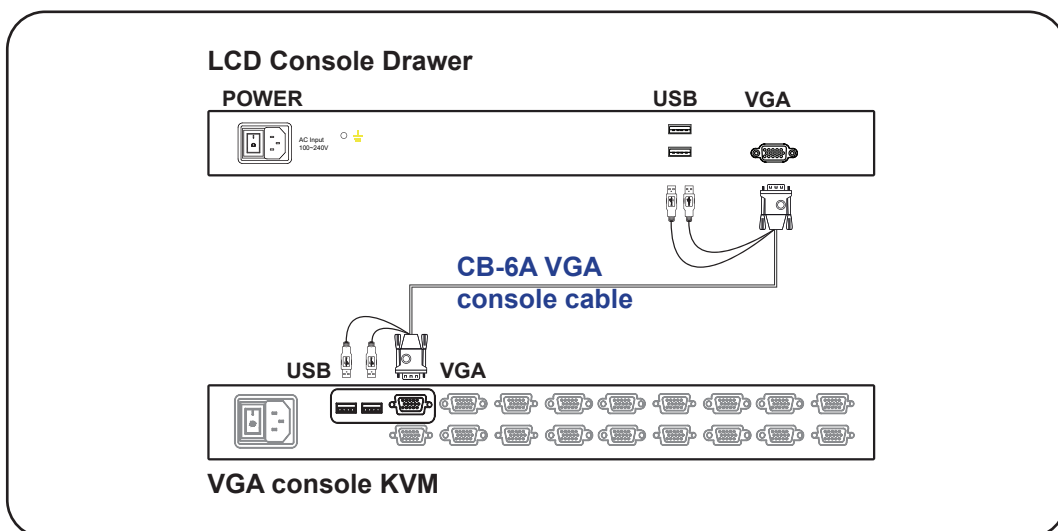 LCD Console Drawer
POWER
USB
VGA
AC Input
100~240V
CB-6A VGA
console cable
USB
VGA
VGA console KVM